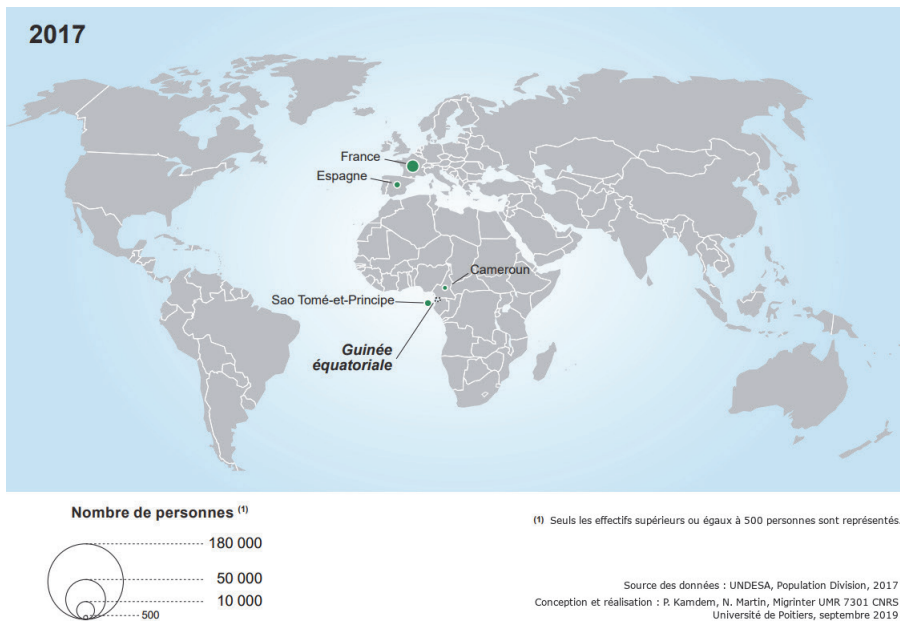 2017
France
Espagne
Cameroun
Sao Tomé-et-Principe
Guinée
équatoriale
Nombre de personnes (1)
180 000
50 000
10 000
500
(1) Seuls les effectifs supérieurs ou égaux à 500 personnes sont représentés.
Source des données : UNDESA, Population Division, 2017
Conception et réalisation : P. Kamdem, N. Martin, Migrinter UMR 7301 CNRS
Université de Poitiers, septembre 2019